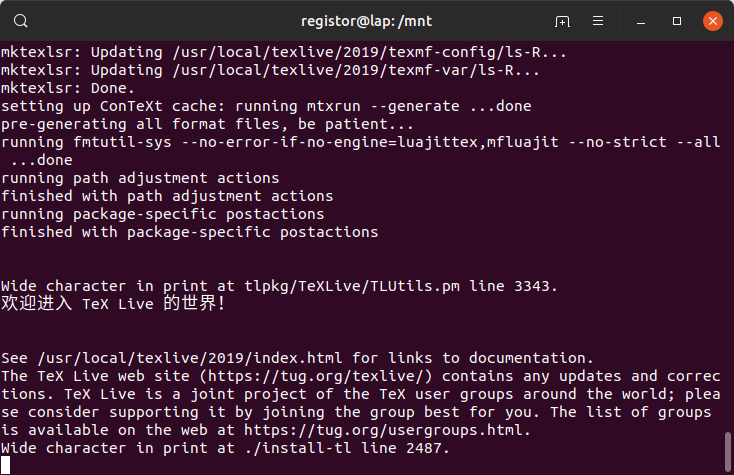 registor@lap: /mnt
mktexlsr: Updating /usr/local/texlive/2019/texmf-config/ls-R...
mktexlsr: Updating /usr/local/texlive/2019/texmf-var/ls-R...
mktexlsr: Done.
setting up ConTeXt cache: running mtxrun --generate ...done
pre-generating all format files, be patient...
running fmtutil-sys --no-error-if-no-engine=luajittex,mfluajit --no-strict --all
...done
running path adjustment actions
finished with path adjustment actions
running package-specific postactions
finished with package-specific postactions
Wide character in print at tlpkg/TeXLive/TLUtils.pm line 3343.
欢迎进入 TeX Live 的世界！
See /usr/local/texlive/2019/index.html for links to documentation.
The TeX Live web site (https://tug.org/texlive/) contains any updates and correc
tions. TeX Live is a joint project of the TeX user groups around the world; plea
se consider supporting it by joining the group best for you. The list of groups
is available on the web at https://tug.org/usergroups.html.
Wide character in print at ./install-tl line 2487.